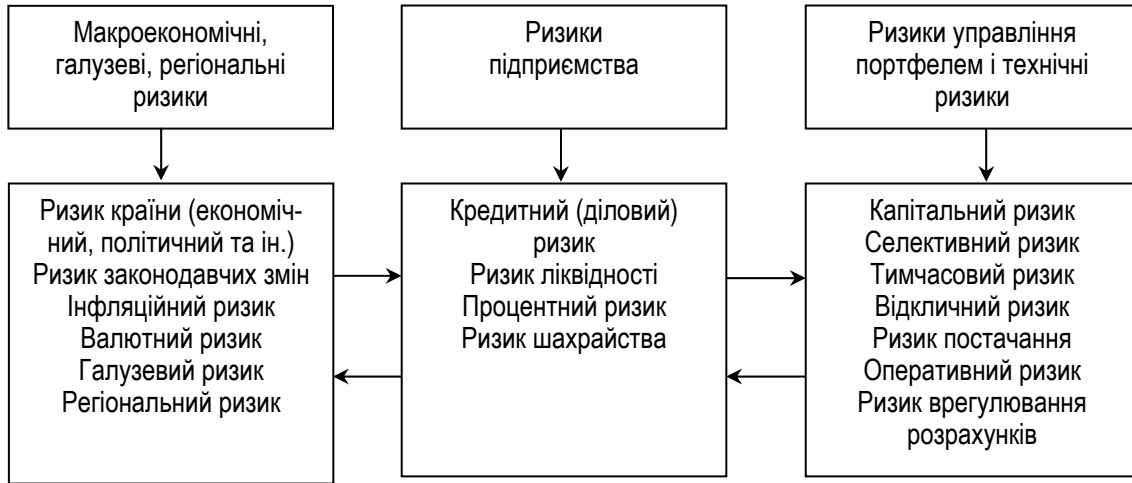 Макроекономічні,
галузеві, регіональні
ризики
Ризики
підприємства
Ризики управління
портфелем і технічні
ризики
Ризик країни (економіч-
ний, політичний та ін.)
Ризик законодавчих змін
Інфляційний ризик
Валютний ризик
Галузевий ризик
Регіональний ризик
Кредитний (діловий)
ризик
Ризик ліквідності
Процентний ризик
Ризик шахрайства
Капітальний ризик
Селективний ризик
Тимчасовий ризик
Відкличний ризик
Ризик постачання
Оперативний ризик
Ризик врегулювання
розрахунків